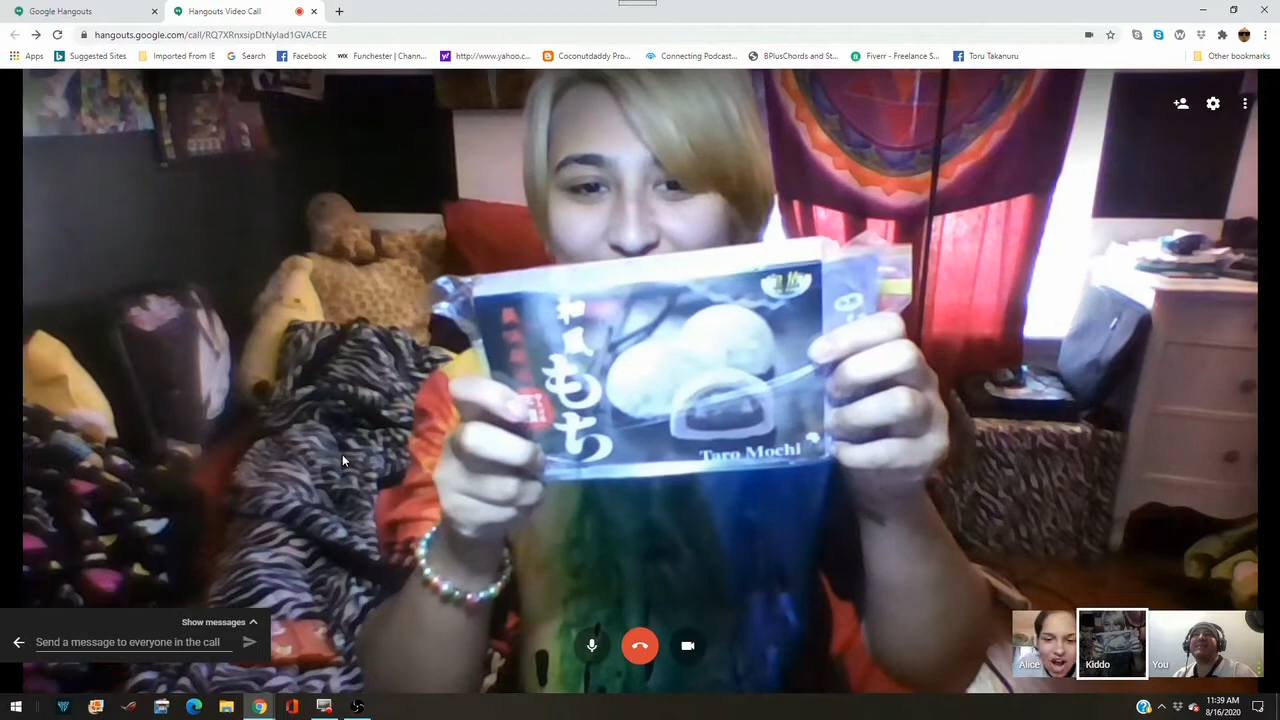 Google Hangouts
Hangouts Video Call
hangouts.google.com/call/RQ7XRnxsipDtNylad1GVACEE
Suggested Sites
Imported From IE
Search
Facebook
Funchester | Chann...
http://www.yahoo.c...
Coconutdaddy Pro...
Connecting Podcast...
BPlusChords and St...
Fiverr - Freelance S...
Toru Takanuru
Other bookmarks
和風
もち
Taro Mochi
Show messages
Send a message to everyone in the call
Alice
Kiddo
You
11:39 AM
8/16/2020